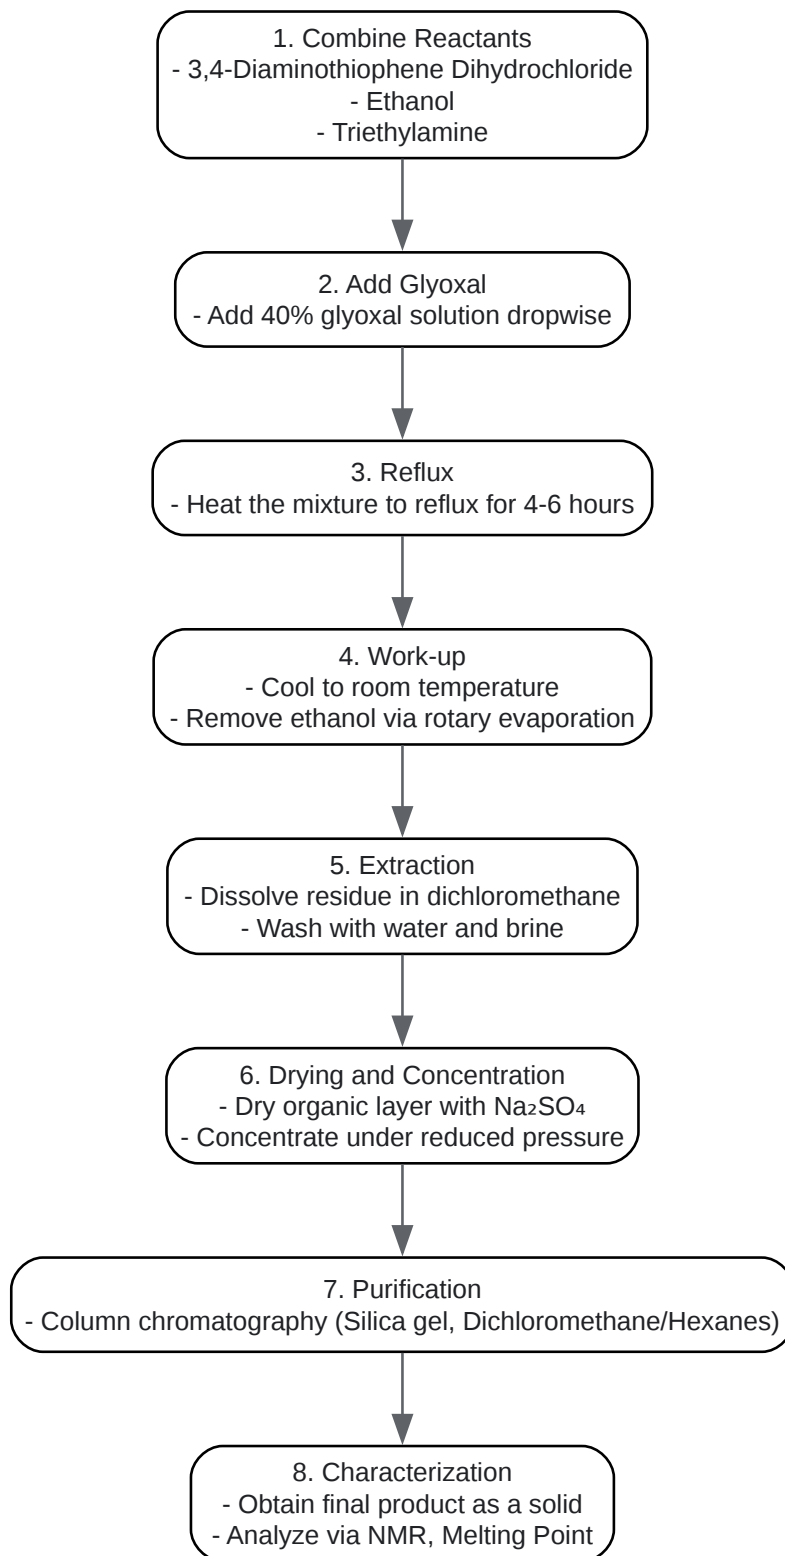 1. Combine Reactants
- 3,4-Diaminothiophene Dihydrochloride
- Ethanol
- Triethylamine
2. Add Glyoxal
- Add 40% glyoxal solution dropwise
3. Reflux
- Heat the mixture to reflux for 4-6 hours
4. Work-up
- Cool to room temperature
- Remove ethanol via rotary evaporation
5. Extraction
- Dissolve residue in dichloromethane
- Wash with water and brine
6. Drying and Concentration
- Dry organic layer with Na₂SO₄
- Concentrate under reduced pressure
7. Purification
- Column chromatography (Silica gel, Dichloromethane/Hexanes)
8. Characterization
- Obtain final product as a solid
- Analyze via NMR, Melting Point